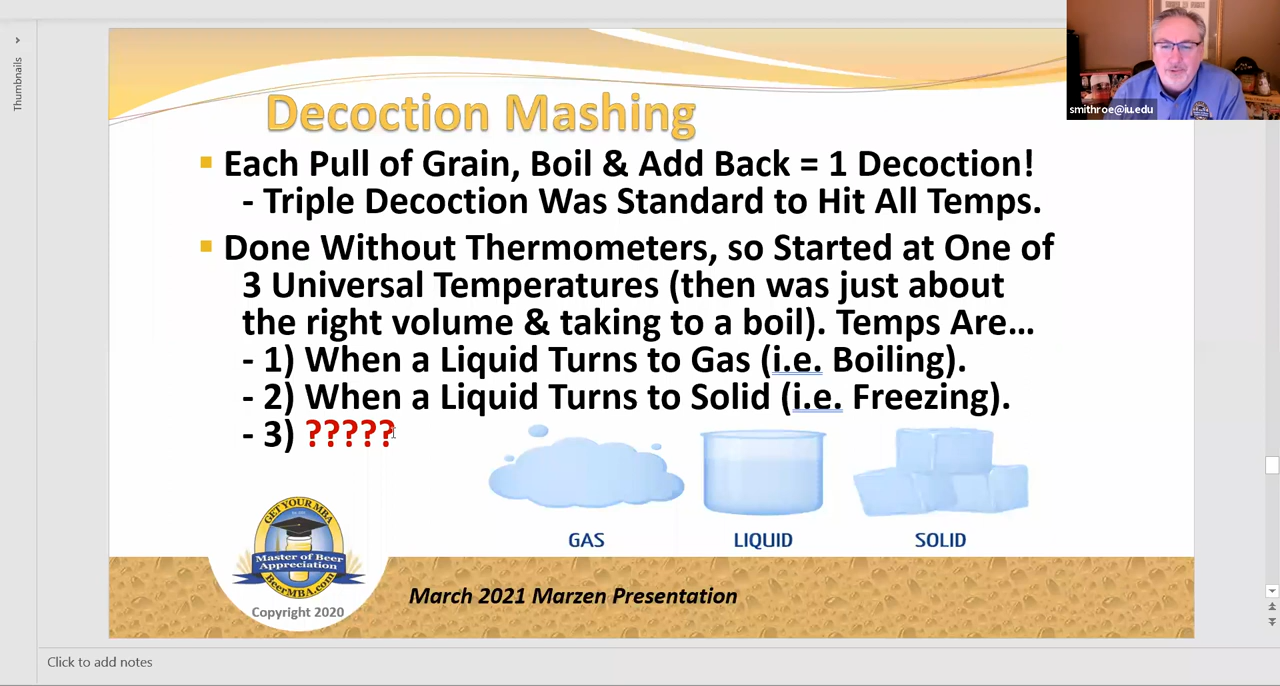 Thumbnails
smithroe@iu.edu
Decoction Mashing
Each Pull of Grain, Boil & Add Back = 1 Decoction!
- Triple Decoction Was Standard to Hit All Temps.
Done Without Thermometers, so Started at One of
3 Universal Temperatures (then was just about
the right volume & taking to a boil). Temps Are...
- 1) When a Liquid Turns to Gas (i.e. Boiling).
- 2) When a Liquid Turns to Solid (i.e. Freezing).
- 3) ?????
GAS
LIQUID
SOLID
GET YOUR MBA
Master of Beer
Appreciation
BeerMBA.com
Copyright 2020
March 2021 Marzen Presentation
Click to add notes